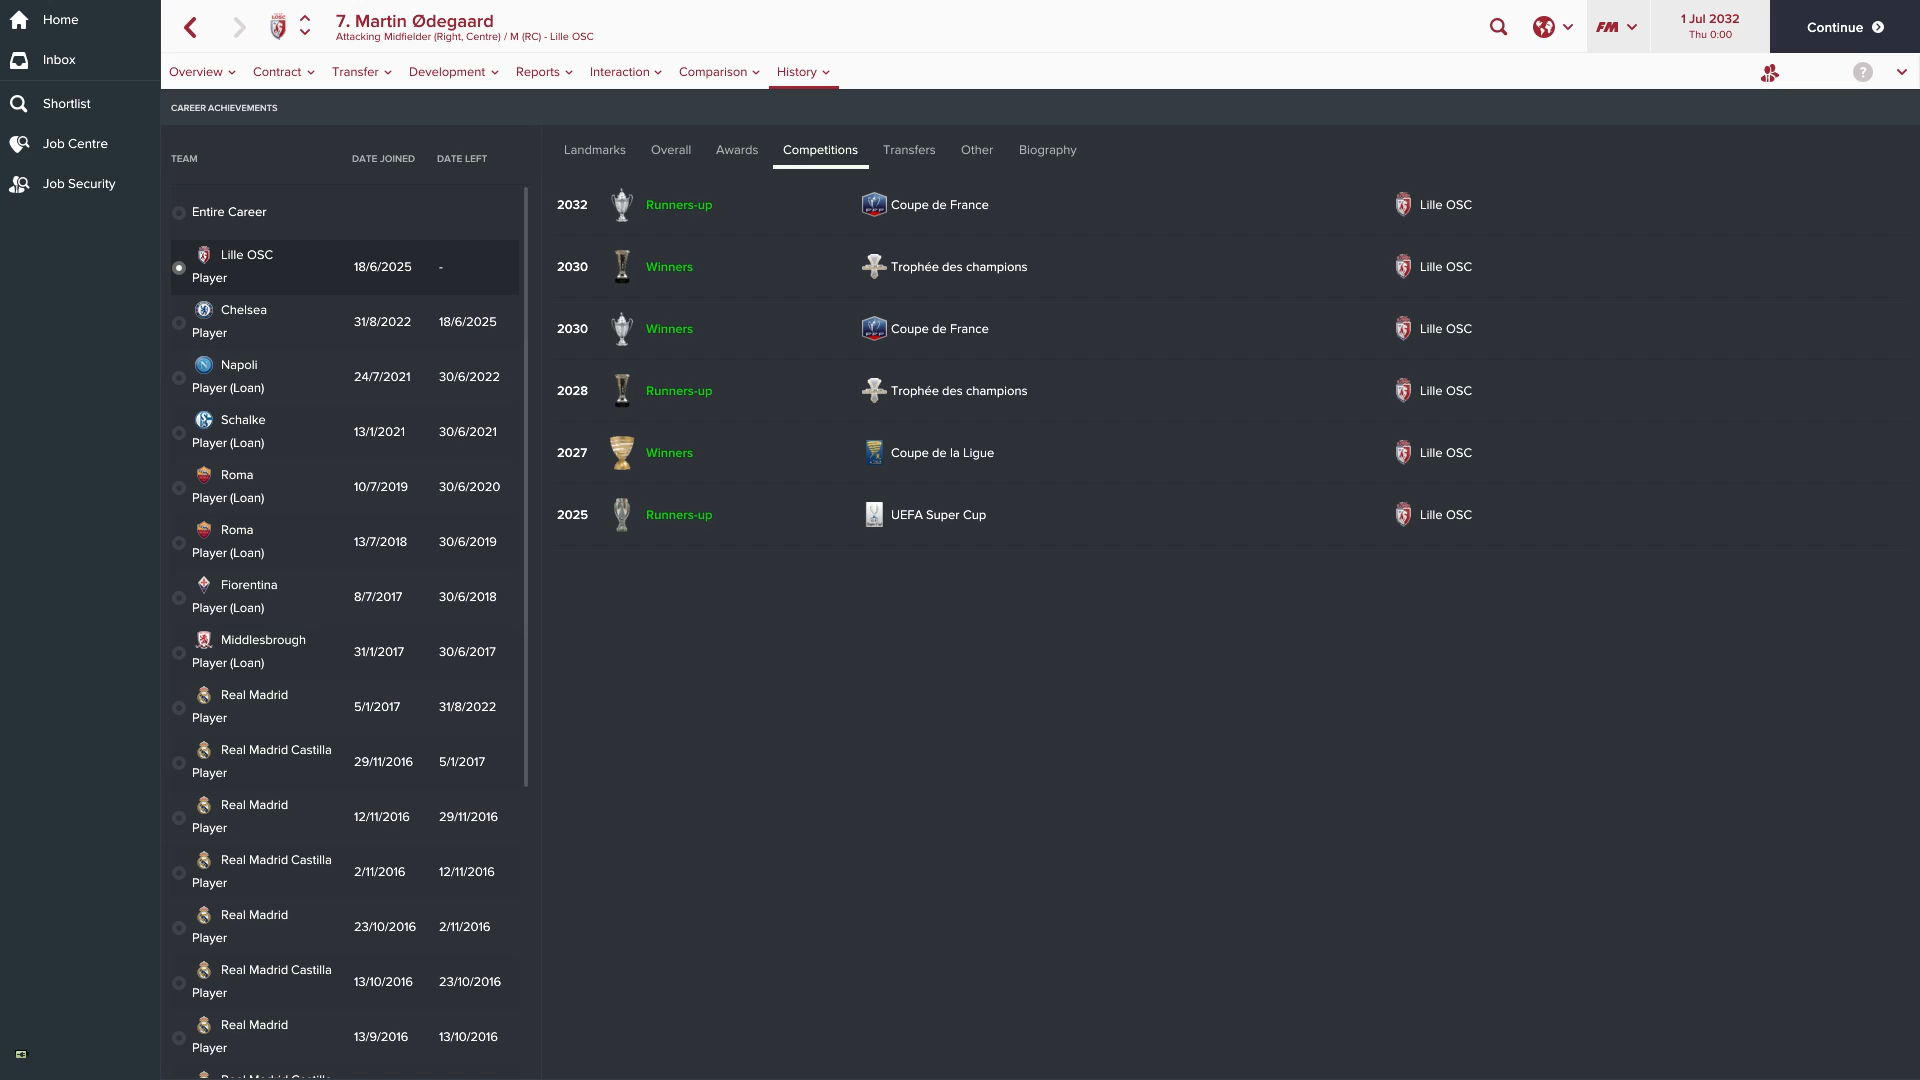 Home
Inbox
Shortlist
Job Centre
Job Security
7. Martin Ødegaard
Attacking Midfielder (Right, Centre) / M (RC) - Lille OSC
FM
1 Jul 2032
Thu 0:00
Continue
Overview
Contract
Transfer
Development
Reports
Interaction
Comparison
History
?
CAREER ACHIEVEMENTS
TEAM DATE JOINED DATE LEFT
Entire Career
Lille OSC
Player
18/6/2025 -
Chelsea
Player
31/8/2022 18/6/2025
Napoli
Player (Loan)
24/7/2021 30/6/2022
Schalke
Player (Loan)
13/1/2021 30/6/2021
Roma
Player (Loan)
10/7/2019 30/6/2020
Roma
Player (Loan)
13/7/2018 30/6/2019
Fiorentina
Player (Loan)
8/7/2017 30/6/2018
Middlesbrough
Player (Loan)
31/1/2017 30/6/2017
Real Madrid
Player
5/1/2017 31/8/2022
Real Madrid Castilla
Player
29/11/2016 5/1/2017
Real Madrid
Player
12/11/2016 29/11/2016
Real Madrid Castilla
Player
2/11/2016 12/11/2016
Real Madrid
Player
23/10/2016 2/11/2016
Real Madrid Castilla
Player
13/10/2016 23/10/2016
Real Madrid
Player
13/9/2016 13/10/2016
Landmarks Overall Awards Competitions Transfers Other Biography
2032 Runners-up Coupe de France Lille OSC
2030 Winners Trophée des champions Lille OSC
2030 Winners Coupe de France Lille OSC
2028 Runners-up Trophée des champions Lille OSC
2027 Winners Coupe de la Ligue Lille OSC
2025 Runners-up UEFA Super Cup Lille OSC